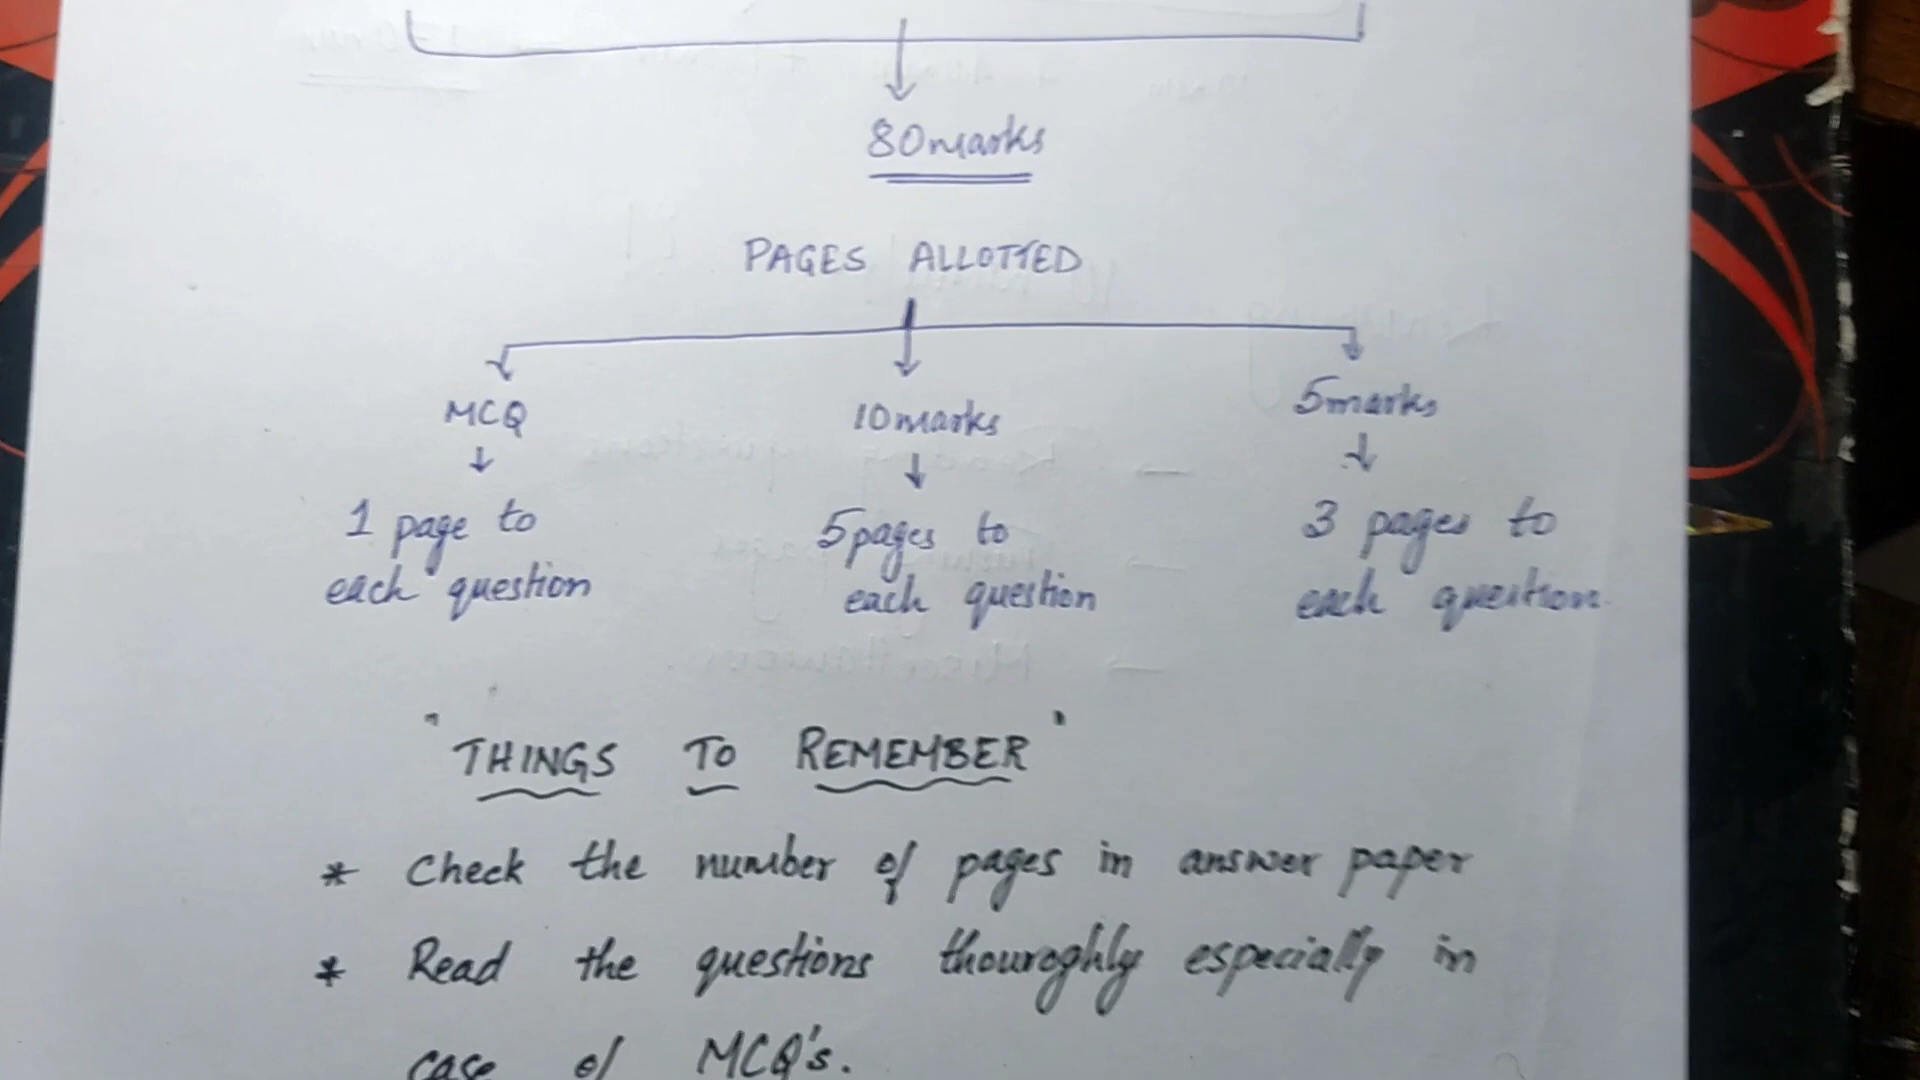 80marks
PAGES ALLOTTED
MCQ 10marks 5marks
1 page to 5pages to 3 pages to
each question each question each question.
"THINGS TO REMEMBER"
* Check the number of pages in answer paper
* Read the questions thouroghly especially in
case of MCQ's.